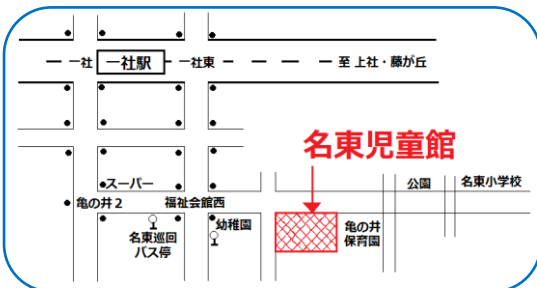 一社
一社駅
一社東
至 上社・藤が丘
名東児童館
公園
名東小学校
スーパー
亀の井２
福祉会館西
名東巡回
バス停
幼稚園
亀の井
保育園